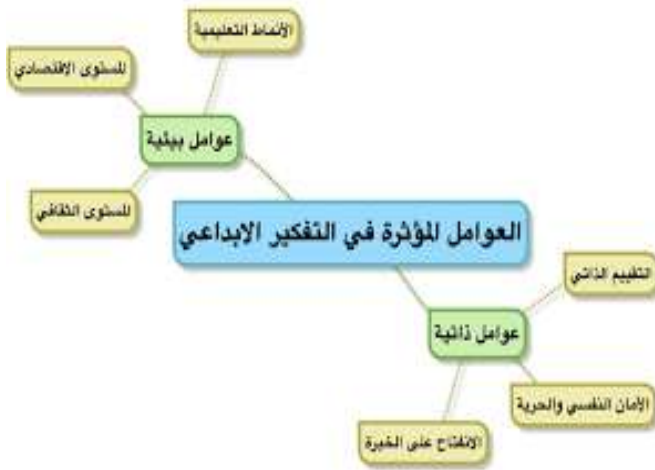 الأنماط التعليمية
المستوى الاقتصادي
عوامل بيئية
المستوى الثقافي
العوامل المؤثرة في التفكير الابداعي
التقييم الذاتي
عوامل ذاتية
الأمان النفسي والحرية
الانفتاح على الخبرة